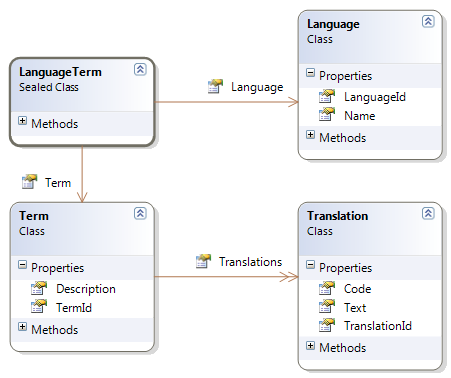 Language
Class
Properties
LanguageId
Name
Methods
LanguageTerm
Sealed Class
Methods
Language
Term
Term
Class
Properties
Description
TermId
Methods
Translations
Translation
Class
Properties
Code
Text
TranslationId
Methods